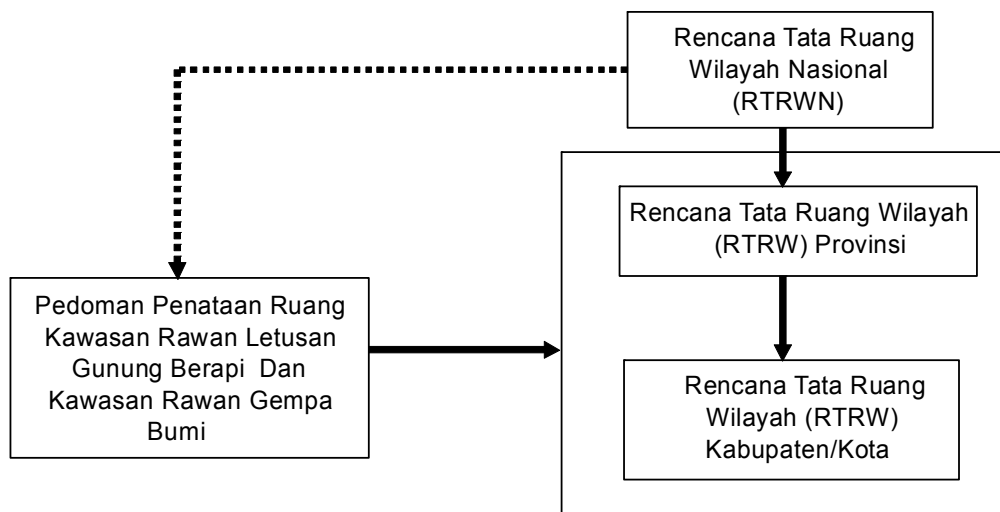 Rencana Tata Ruang
Wilayah Nasional
(RTRWN)
Rencana Tata Ruang Wilayah
(RTRW) Provinsi
Pedoman Penataan Ruang
Kawasan Rawan Letusan
Gunung Berapi Dan
Kawasan Rawan Gempa
Bumi
Rencana Tata Ruang
Wilayah (RTRW)
Kabupaten/Kota